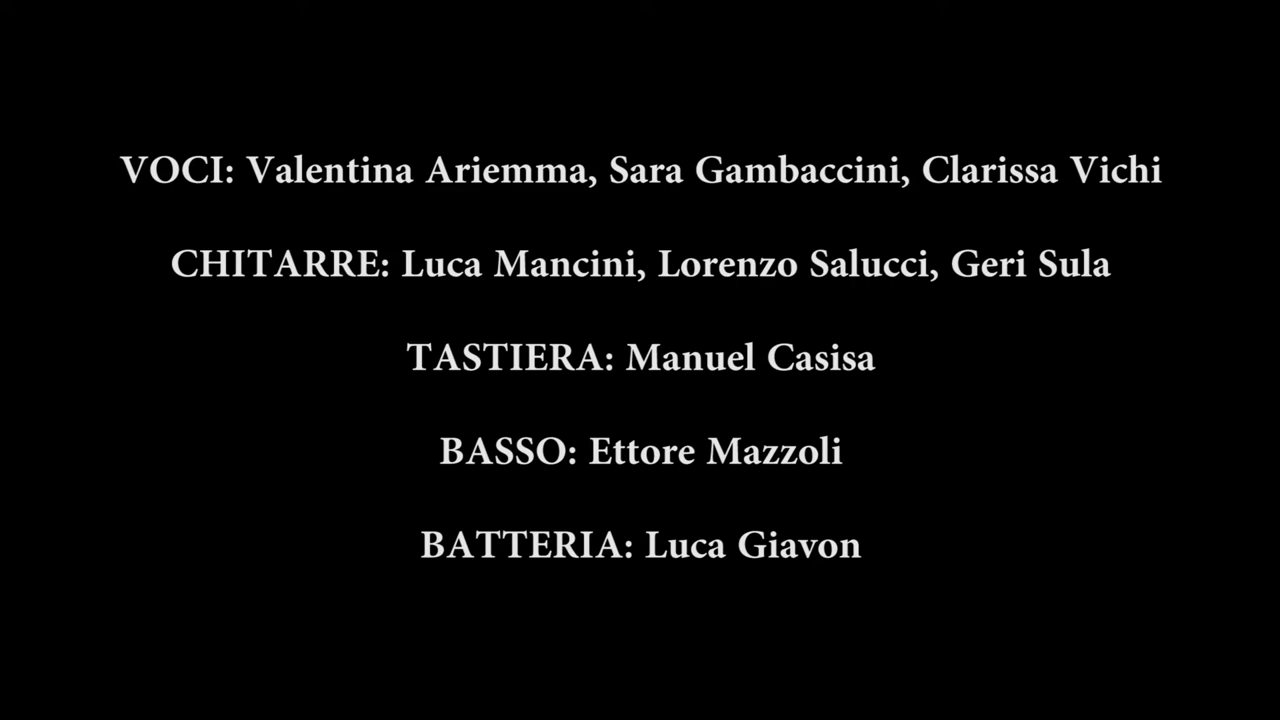 VOCI: Valentina Ariemma, Sara Gambaccini, Clarissa Vichi
CHITARRE: Luca Mancini, Lorenzo Salucci, Geri Sula
TASTIERA: Manuel Casisa
BASSO: Ettore Mazzoli
BATTERIA: Luca Giavon